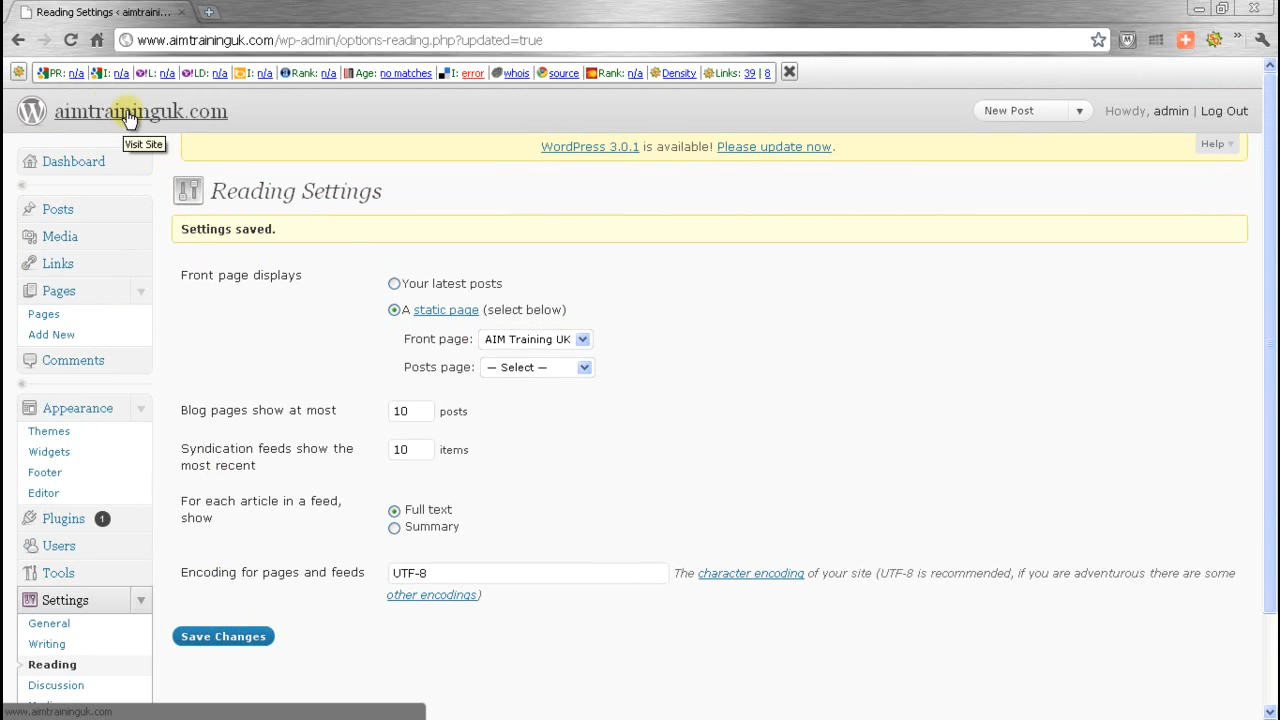 Reading Settings ‹ aimtraini...
www.aimtraininguk.com/wp-admin/options-reading.php?updated=true
PR: n/a I: n/a L: n/a LD: n/a I: n/a Rank: n/a Age: no matches I: error whois source Rank: n/a Density Links: 39 | 8
aimtraininguk.com New Post Howdy, admin | Log Out
Visit Site
WordPress 3.0.1 is available! Please update now.
Help
Dashboard
Reading Settings
Posts
Settings saved.
Media
Links
Front page displays
Your latest posts
Pages
Pages
A static page (select below)
Add New
Front page: AIM Training UK
Comments
Posts page: — Select —
Appearance
Blog pages show at most 10 posts
Themes
Widgets
Syndication feeds show the
most recent
10 items
Footer
Editor
For each article in a feed,
show
Full text
Summary
Plugins 1
Users
Tools
Encoding for pages and feeds UTF-8 The character encoding of your site (UTF-8 is recommended, if you are adventurous there are some
other encodings)
Settings
General
Save Changes
Writing
Reading
Discussion
www.aimtraininguk.com